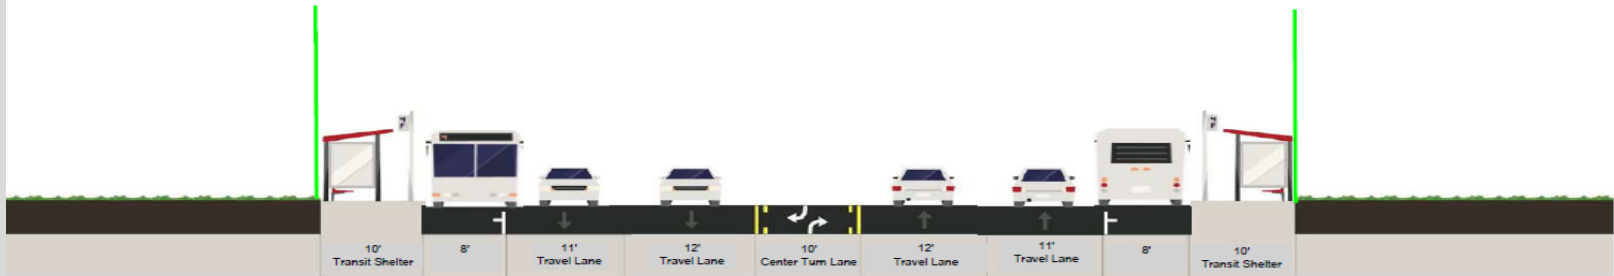 10'
Transit Shelter
8'
11'
Travel Lane
12'
Travel Lane
10'
Center Turn Lane
12'
Travel Lane
11'
Travel Lane
8'
10'
Transit Shelter